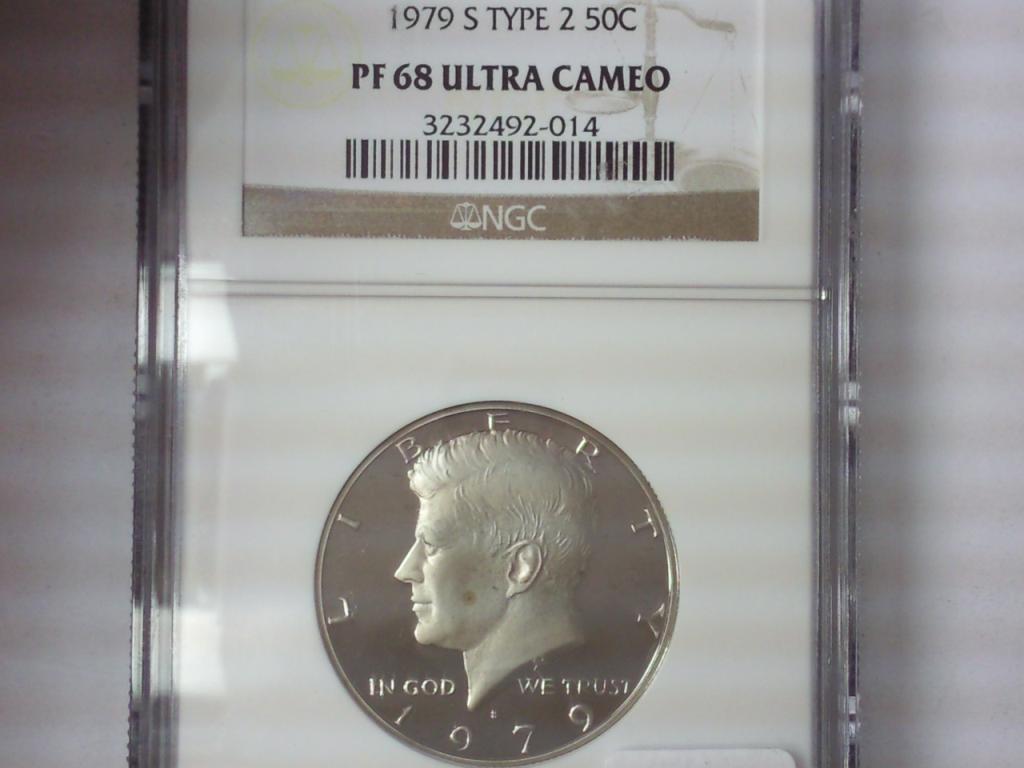 1979 S TYPE 2 50C
PF 68 ULTRA CAMEO
3232492-014
NGC
LIBERTY
IN GOD WE TRUST
S
1979